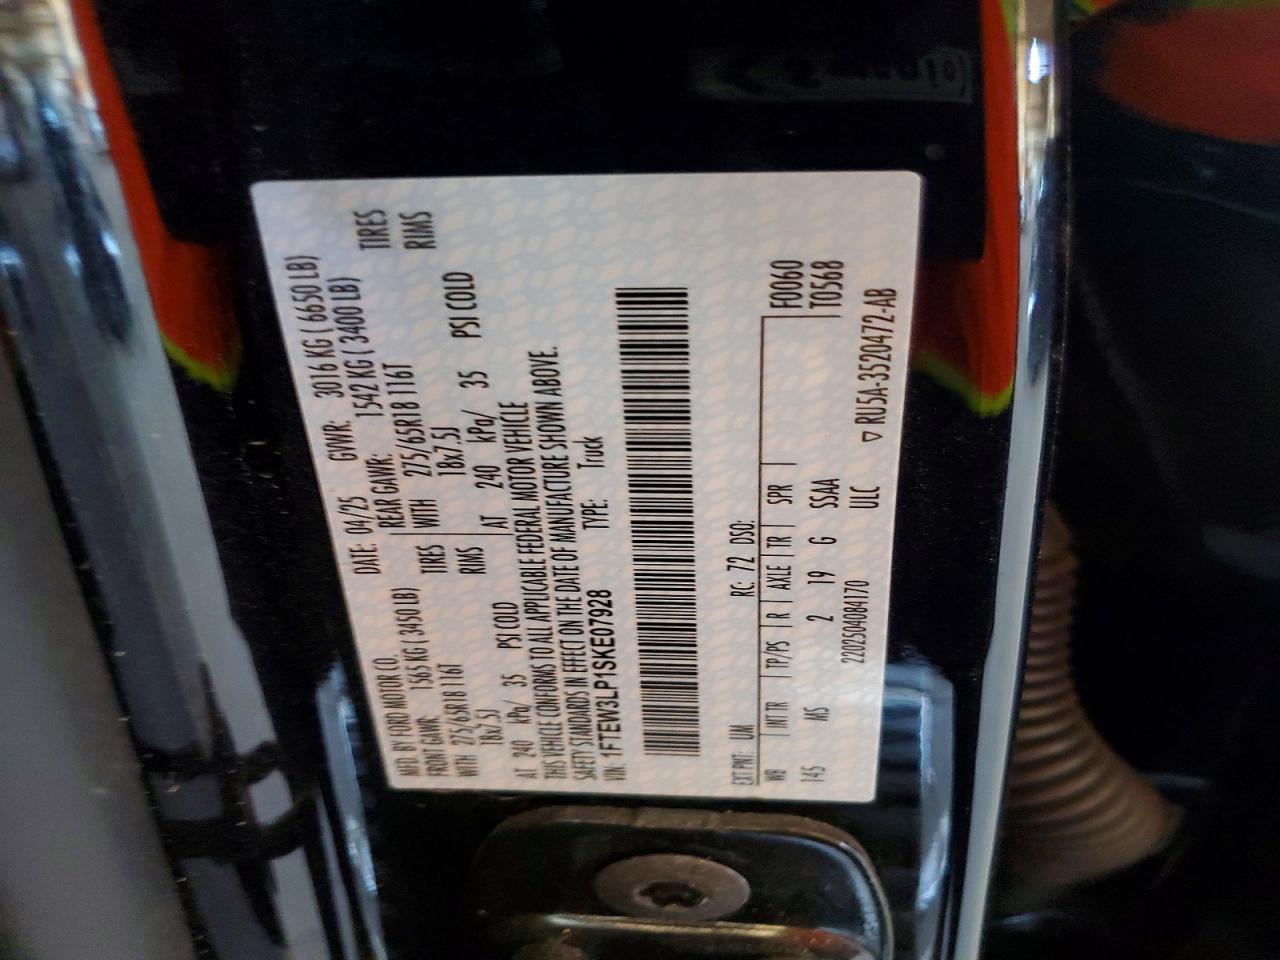 MFD. BY FORD MOTOR CO. DATE: 04/25 GVWR: 3016 KG ( 6650 LB)
FRONT GAWR: 1565 KG ( 3450 LB) REAR GAWR: 1542 KG ( 3400 LB)
WITH 275/65R18 116T TIRES WITH 275/65R18 116T TIRES
18x7.5J RIMS 18x7.5J RIMS
AT 240 kPa/ 35 PSI COLD AT 240 kPa/ 35 PSI COLD
THIS VEHICLE CONFORMS TO ALL APPLICABLE FEDERAL MOTOR VEHICLE
SAFETY STANDARDS IN EFFECT ON THE DATE OF MANUFACTURE SHOWN ABOVE.
VIN: 1FTEW3LP1SKE07928 TYPE: Truck
EXT PNT: UM RC: 72 DSO: F0060
WB INT TR TP/PS R AXLE TR SPR T0568
145 MS 2 19 G SSAA
2202504084170 ULC ▽ RU5A-3520472-AB